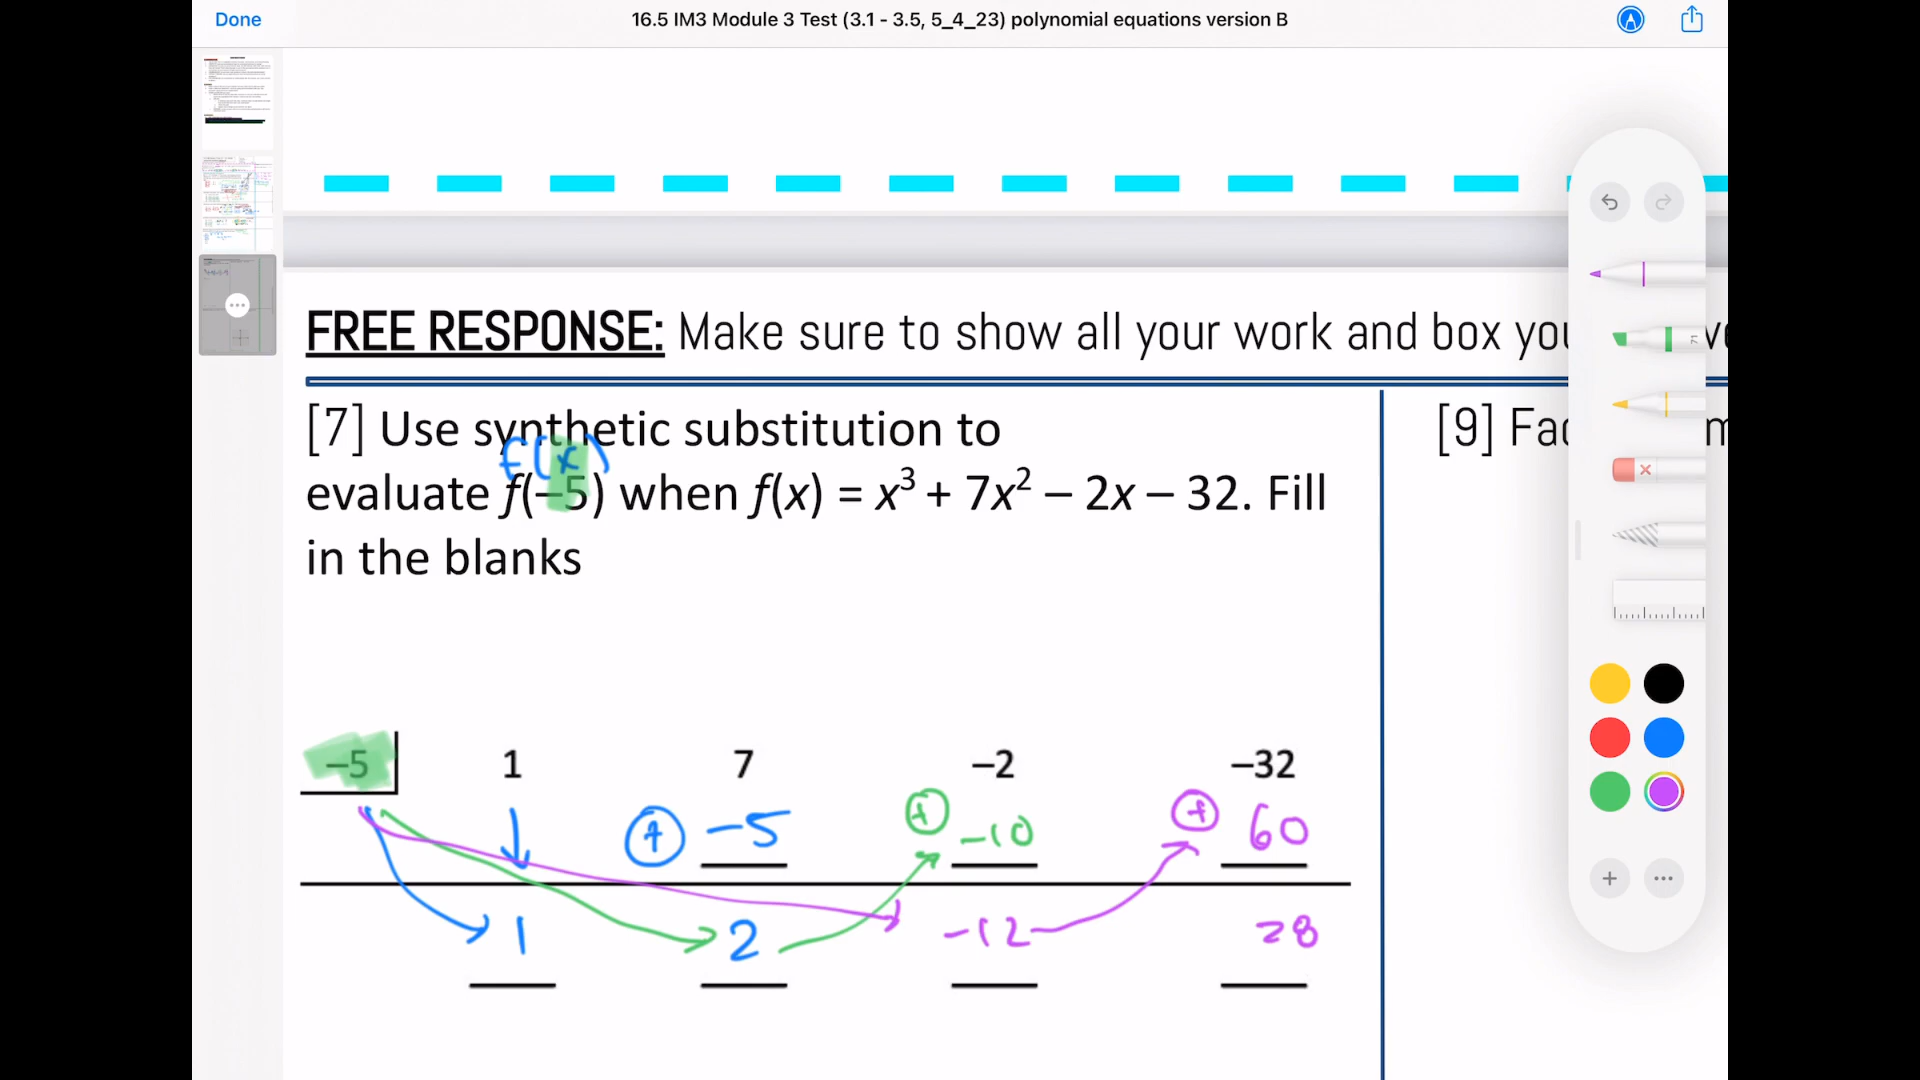 Done
16.5 IM3 Module 3 Test (3.1 - 3.5, 5_4_23) polynomial equations version B
FREE RESPONSE: Make sure to show all your work and box you
[7] Use synthetic substitution to
f(x)
evaluate f(–5) when f(x) = x³ + 7x² – 2x – 32. Fill
in the blanks
[9] Fac
–5 1 7 –2 –32
+ -5 + -10 + 60
1 2 -12 28